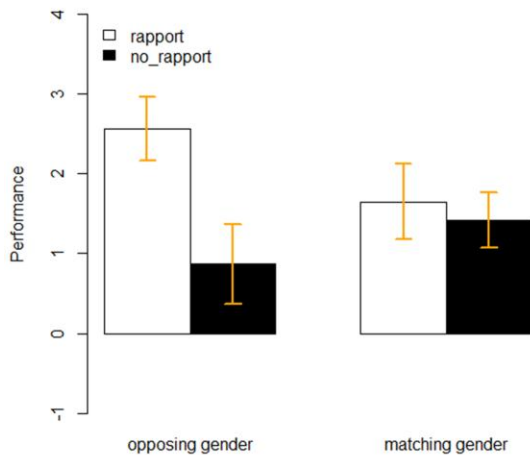 4
rapport
no_rapport
3
2
1
0
-1
Performance
opposing gender matching gender